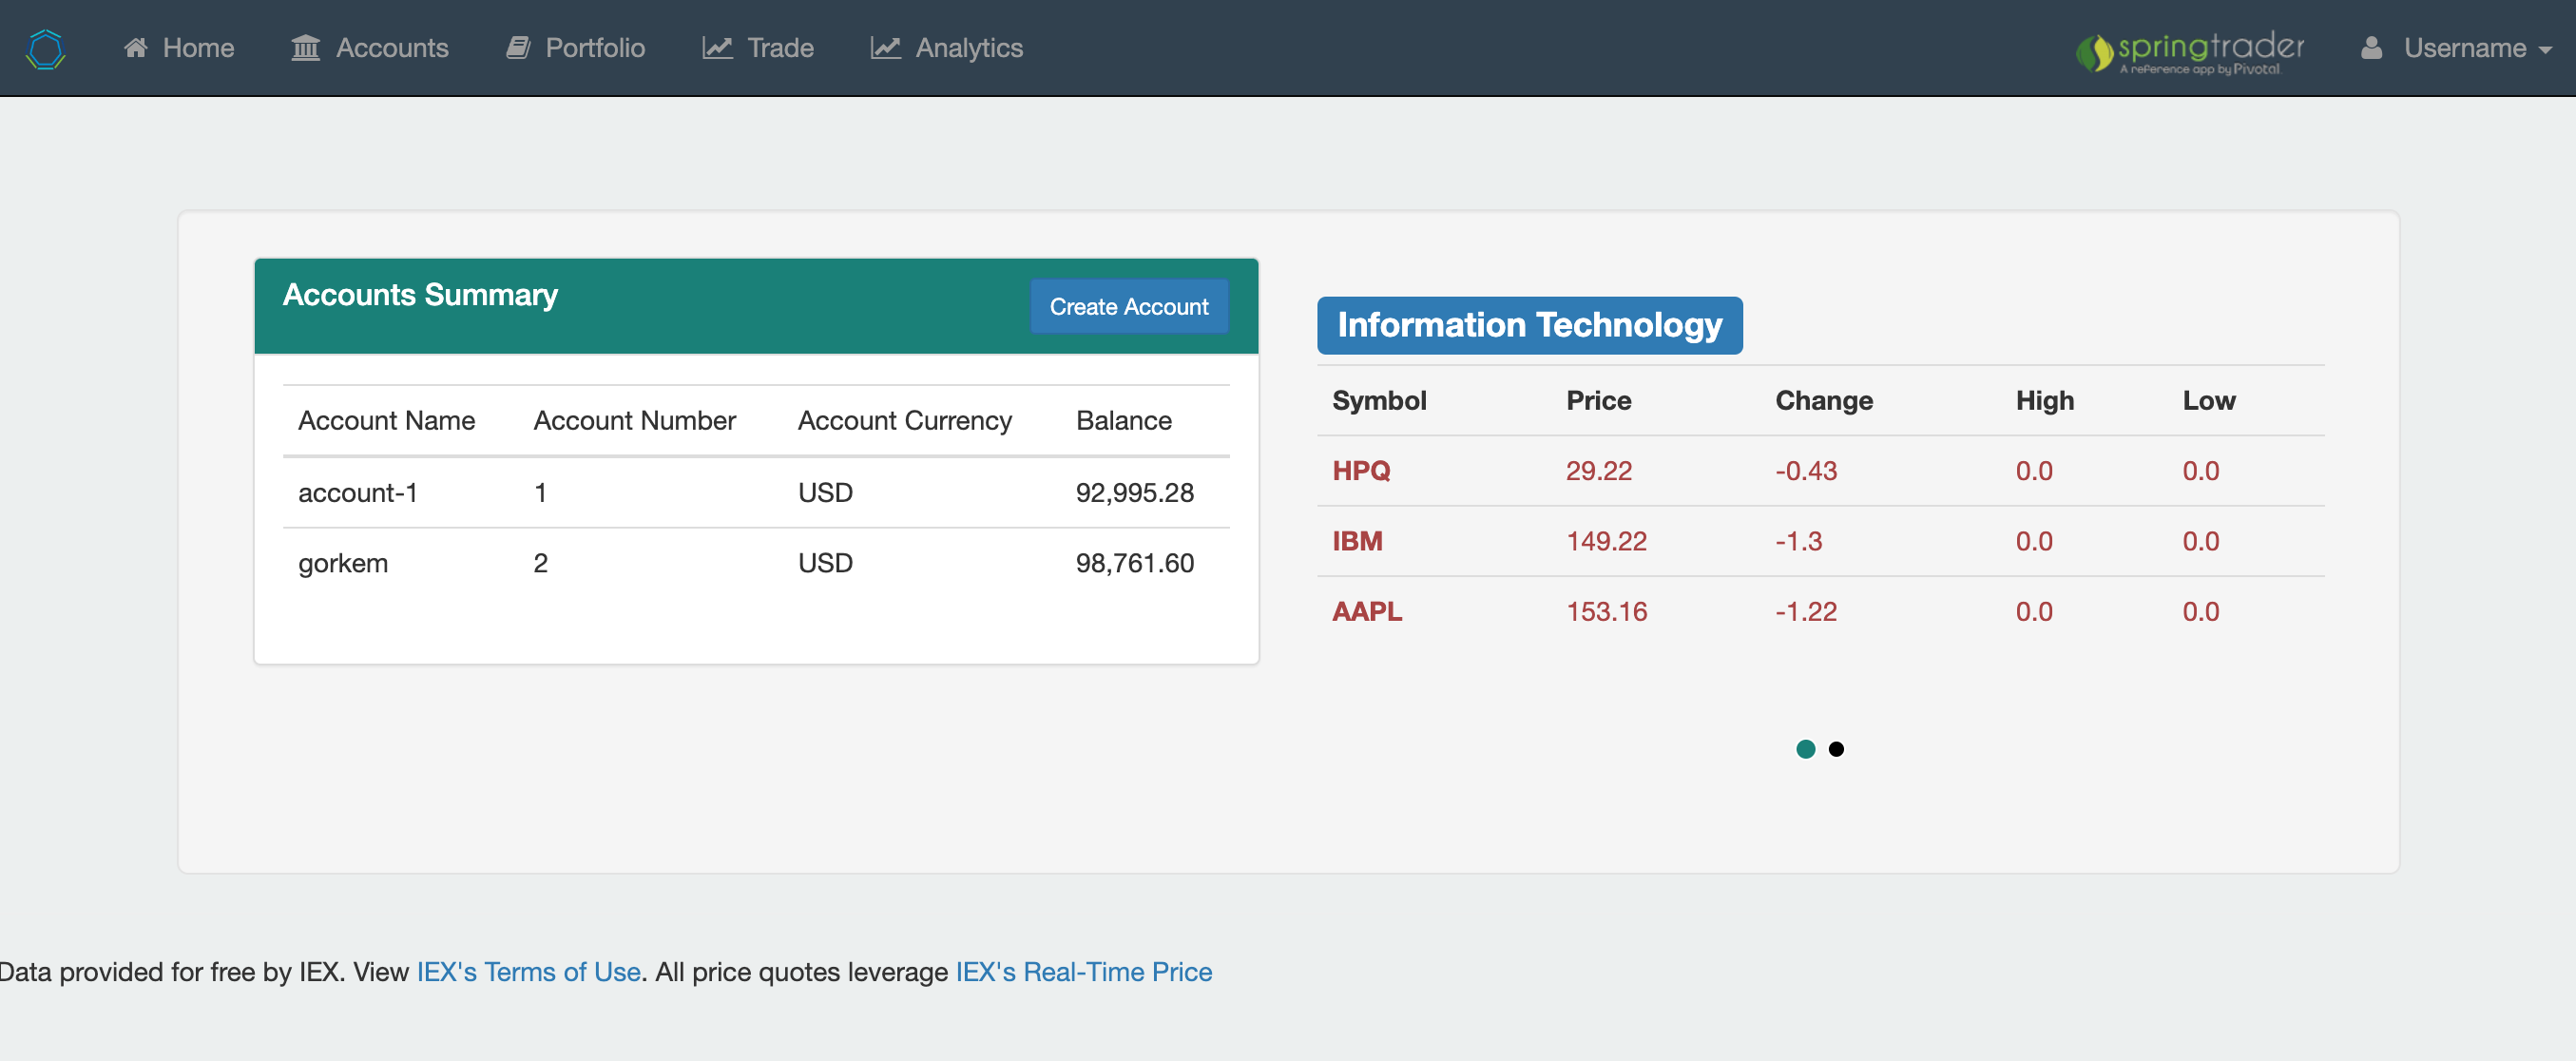 Home Accounts Portfolio Trade Analytics springtrader Username
A reference app by Pivotal
Accounts Summary
Create Account
Account Name Account Number Account Currency Balance
account-1 1 USD 92,995.28
gorkem 2 USD 98,761.60
Information Technology
Symbol Price Change High Low
HPQ 29.22 -0.43 0.0 0.0
IBM 149.22 -1.3 0.0 0.0
AAPL 153.16 -1.22 0.0 0.0
Data provided for free by IEX. View IEX's Terms of Use. All price quotes leverage IEX's Real-Time Price